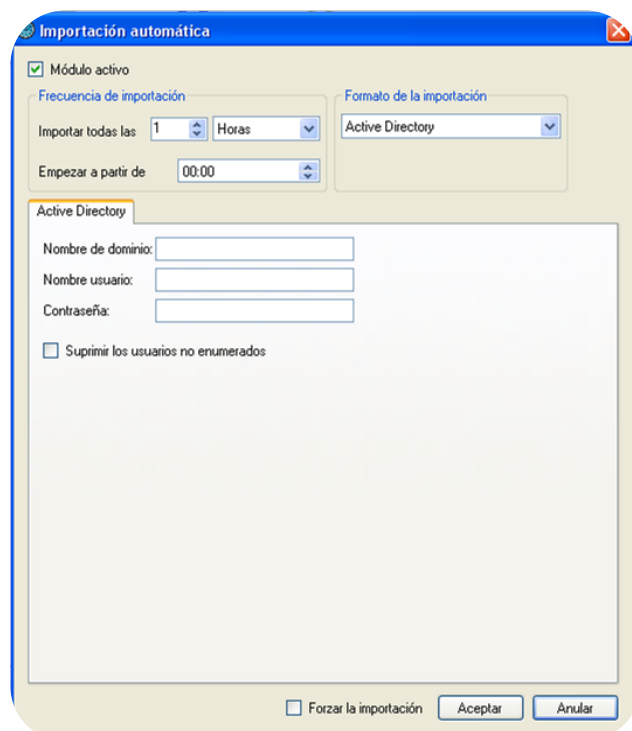 Importación automática
Módulo activo
Frecuencia de importación
Importar todas las 1 Horas
Empezar a partir de 00:00
Formato de la importación
Active Directory
Active Directory
Nombre de dominio:
Nombre usuario:
Contraseña:
Suprimir los usuarios no enumerados
Forzar la importación Aceptar Anular